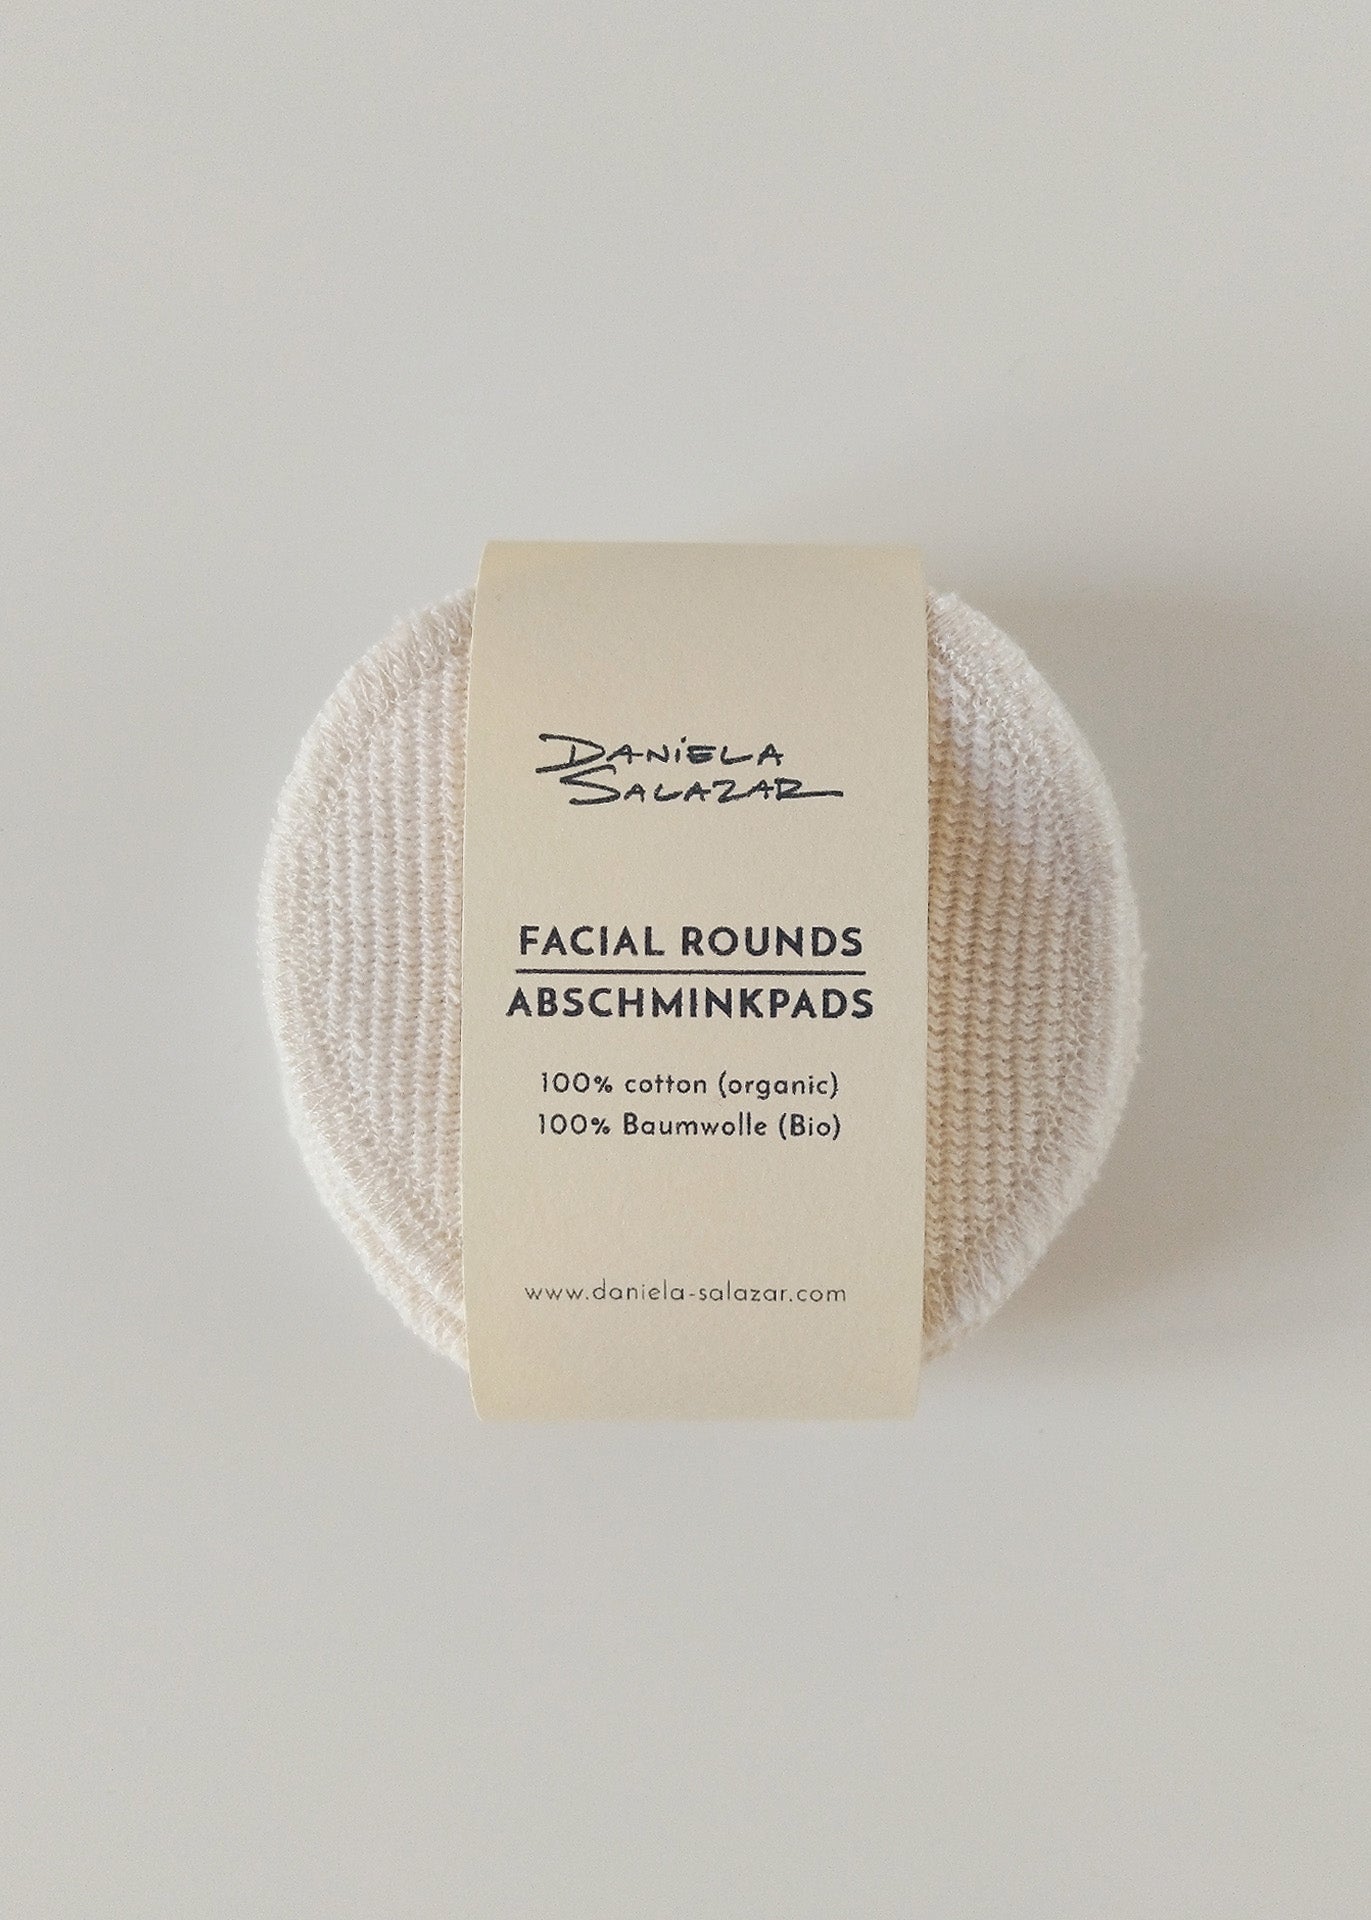 DANiELA
SALAZAR
FACIAL ROUNDS
ABSCHMINKPADS
100% cotton (organic)
100% Baumwolle (Bio)
www.daniela-salazar.com